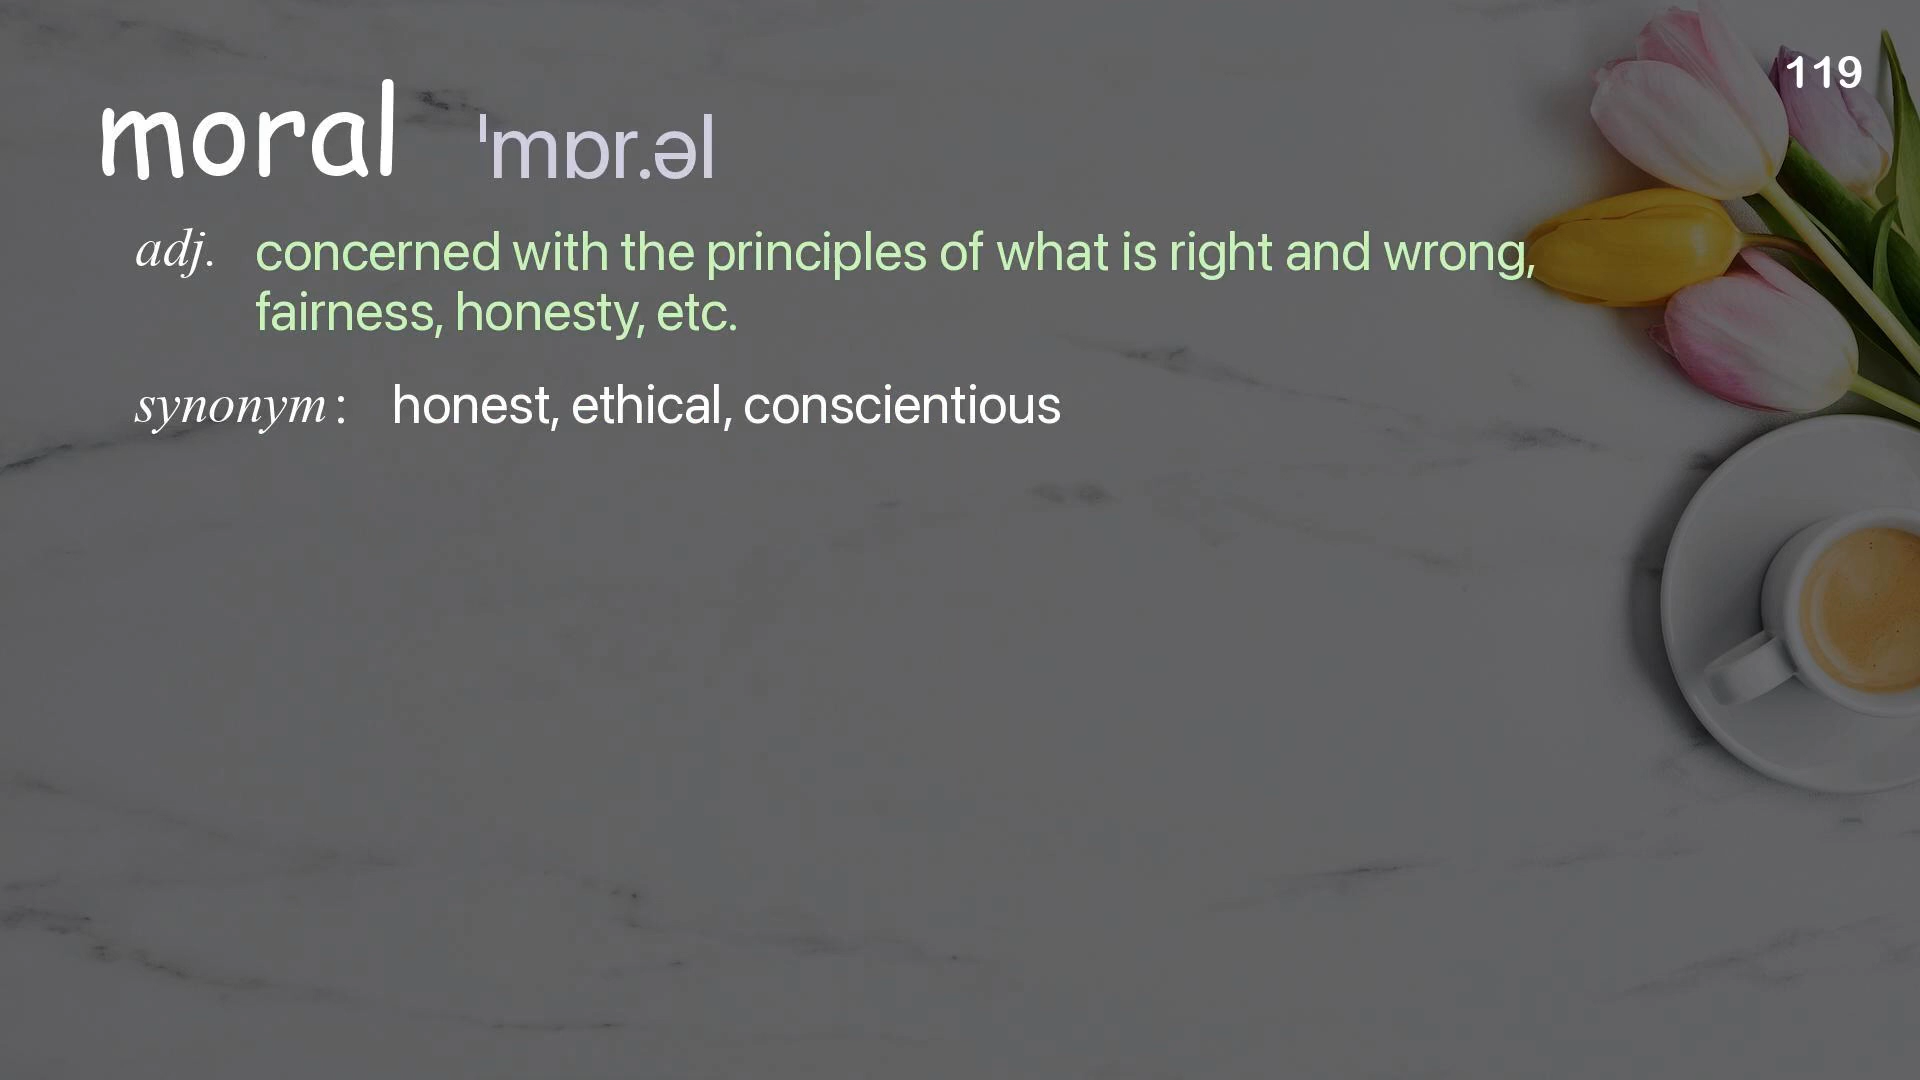 119
moral ˈmɒr.əl
adj. concerned with the principles of what is right and wrong,
fairness, honesty, etc.
synonym : honest, ethical, conscientious